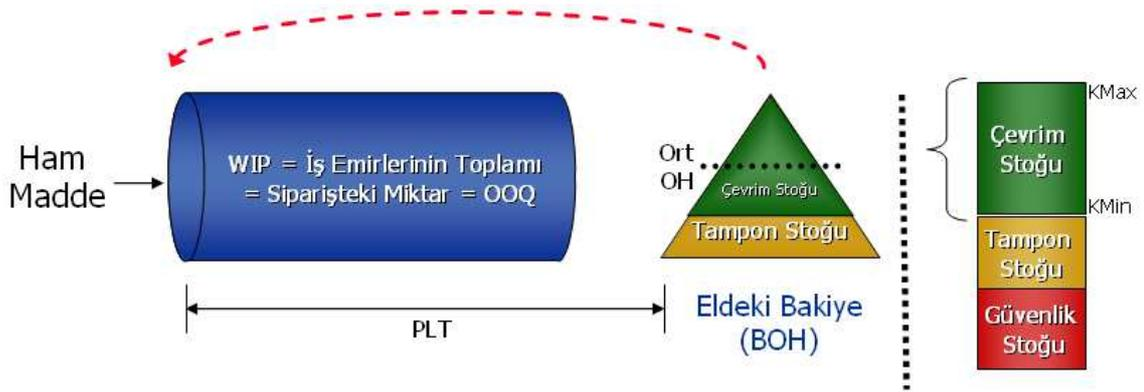 Ham
Madde
WIP = İş Emirlerinin Toplamı
= Siparişteki Miktar = OOQ
PLT
Ort
OH
Çevrim Stoğu
Tampon Stoğu
Eldeki Bakiye
(BOH)
KMax
Çevrim
Stoğu
KMin
Tampon
Stoğu
Güvenlik
Stoğu